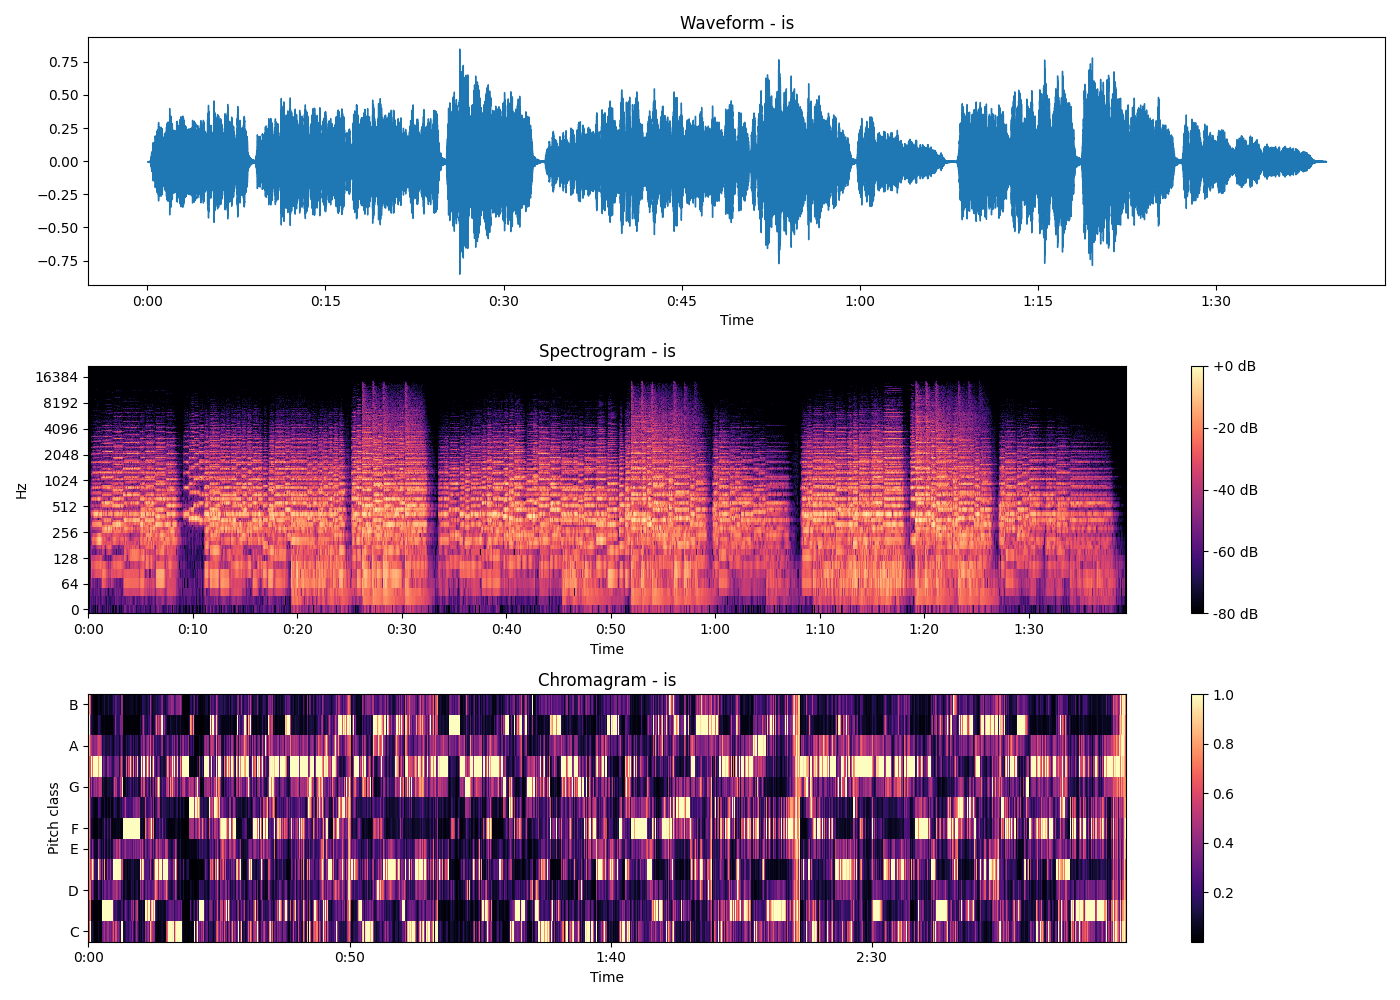 Waveform - is
0.75
0.50
0.25
0.00
−0.25
−0.50
−0.75
0:00 0:15 0:30 0:45 1:00 1:15 1:30
Time
Spectrogram - is
Hz
16384
8192
4096
2048
1024
512
256
128
64
0
0:00 0:10 0:20 0:30 0:40 0:50 1:00 1:10 1:20 1:30
Time
+0 dB
-20 dB
-40 dB
-60 dB
-80 dB
Chromagram - is
Pitch class
B
A
G
F
E
D
C
0:00 0:50 1:40 2:30
Time
1.0
0.8
0.6
0.4
0.2